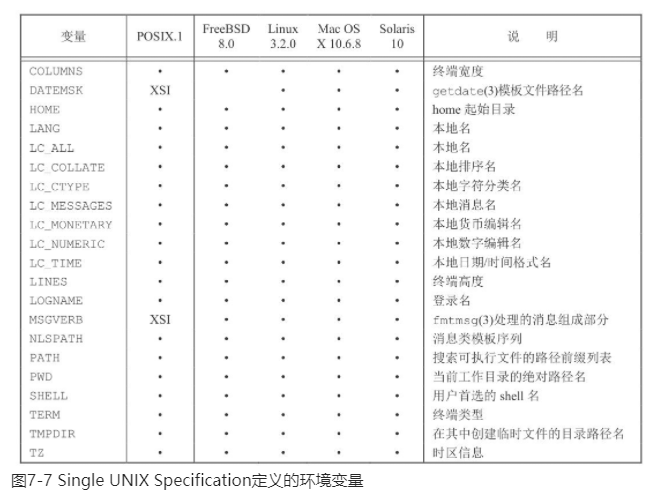 变量 POSIX.1 FreeBSD 8.0 Linux 3.2.0 Mac OS X 10.6.8 Solaris 10 说 明
COLUMNS • • • • • 终端宽度
DATEMSK XSI • • • getdate(3)模板文件路径名
HOME • • • • • home 起始目录
LANG • • • • • 本地名
LC_ALL • • • • • 本地名
LC_COLLATE • • • • • 本地排序名
LC_CTYPE • • • • • 本地字符分类名
LC_MESSAGES • • • • • 本地消息名
LC_MONETARY • • • • • 本地货币编辑名
LC_NUMERIC • • • • • 本地数字编辑名
LC_TIME • • • • • 本地日期/时间格式名
LINES • • • • • 终端高度
LOGNAME • • • • • 登录名
MSGVERB XSI • • • • fmtmsg(3)处理的消息组成部分
NLSPATH • • • • • 消息类模板序列
PATH • • • • • 搜索可执行文件的路径前缀列表
PWD • • • • • 当前工作目录的绝对路径名
SHELL • • • • • 用户首选的 shell 名
TERM • • • • • 终端类型
TMPDIR • • • • • 在其中创建临时文件的目录路径名
TZ • • • • • 时区信息
图7-7 Single UNIX Specification定义的环境变量